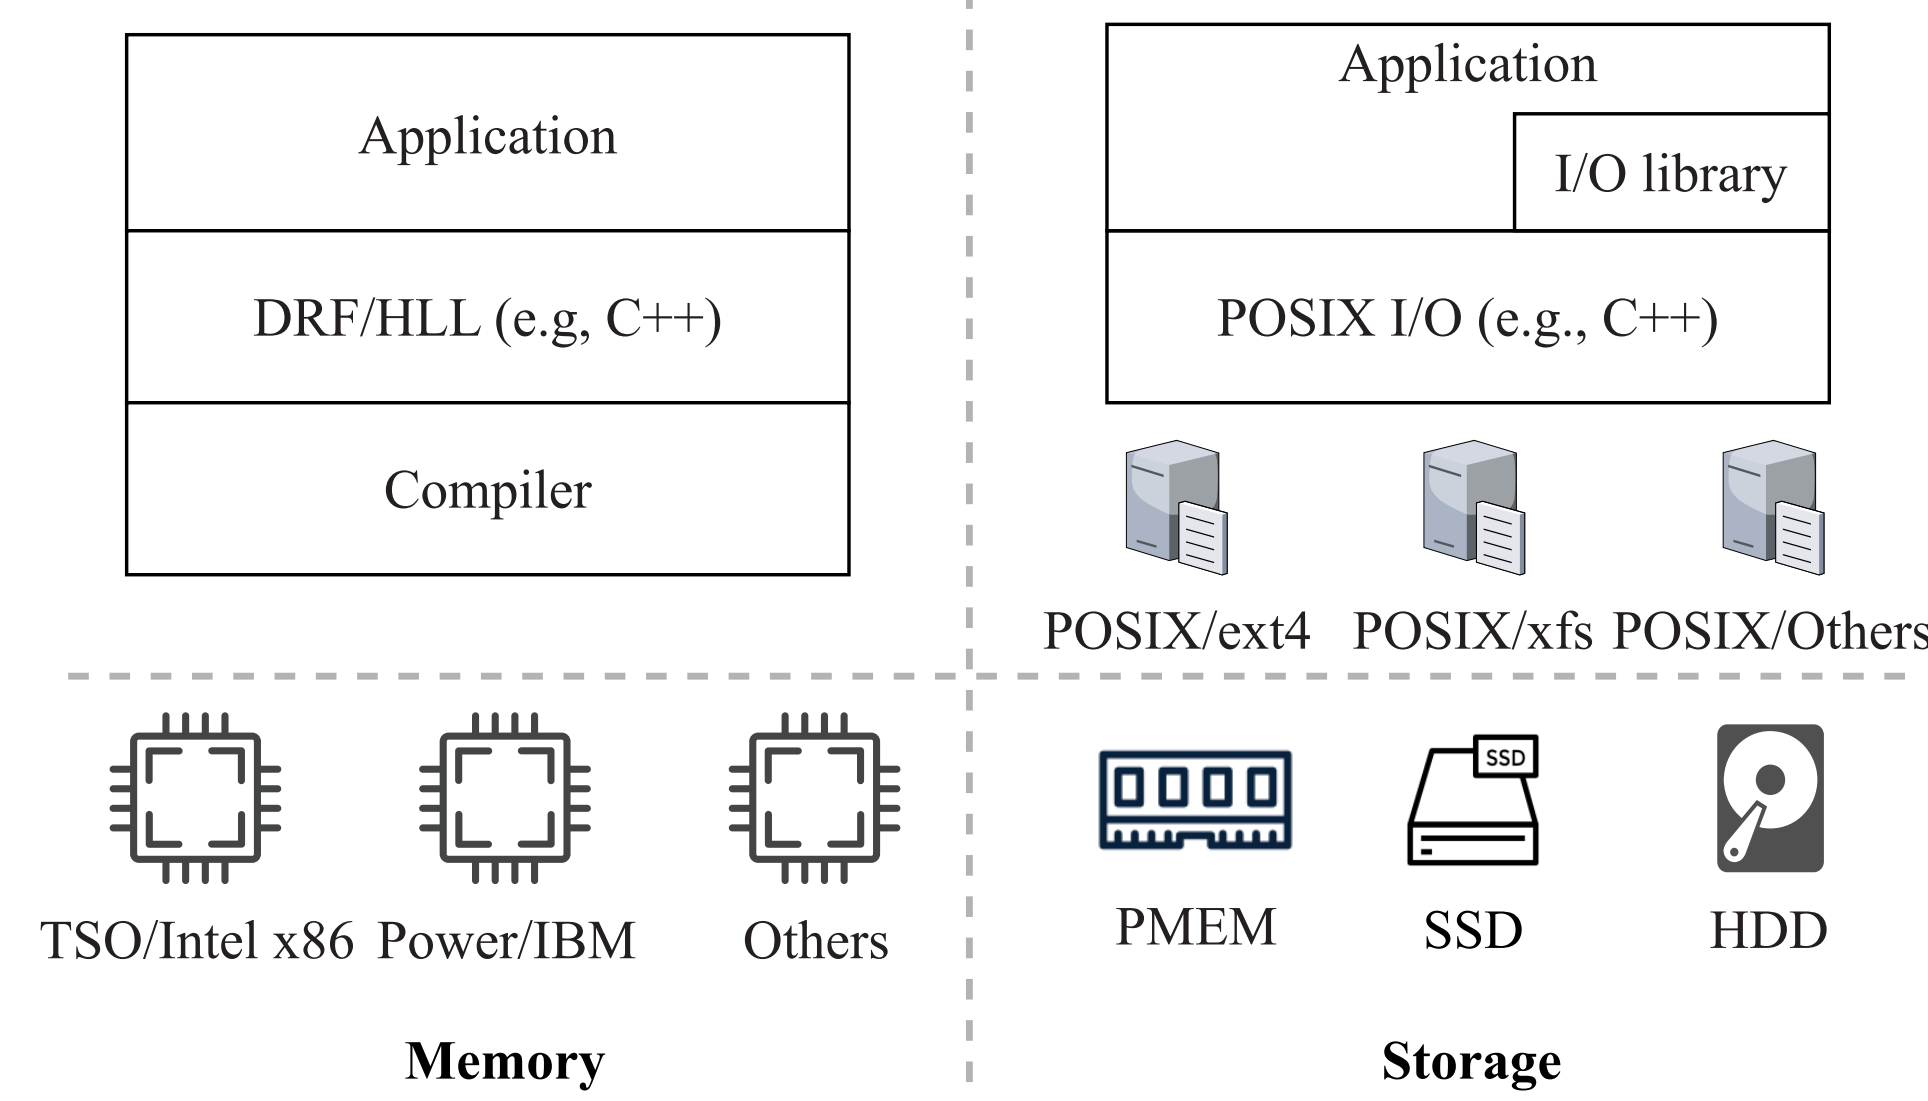 Application
DRF/HLL (e.g, C++)
Compiler
TSO/Intel x86 Power/IBM Others
Memory
Application
I/O library
POSIX I/O (e.g., C++)
POSIX/ext4 POSIX/xfs POSIX/Others
SSD
PMEM SSD HDD
Storage